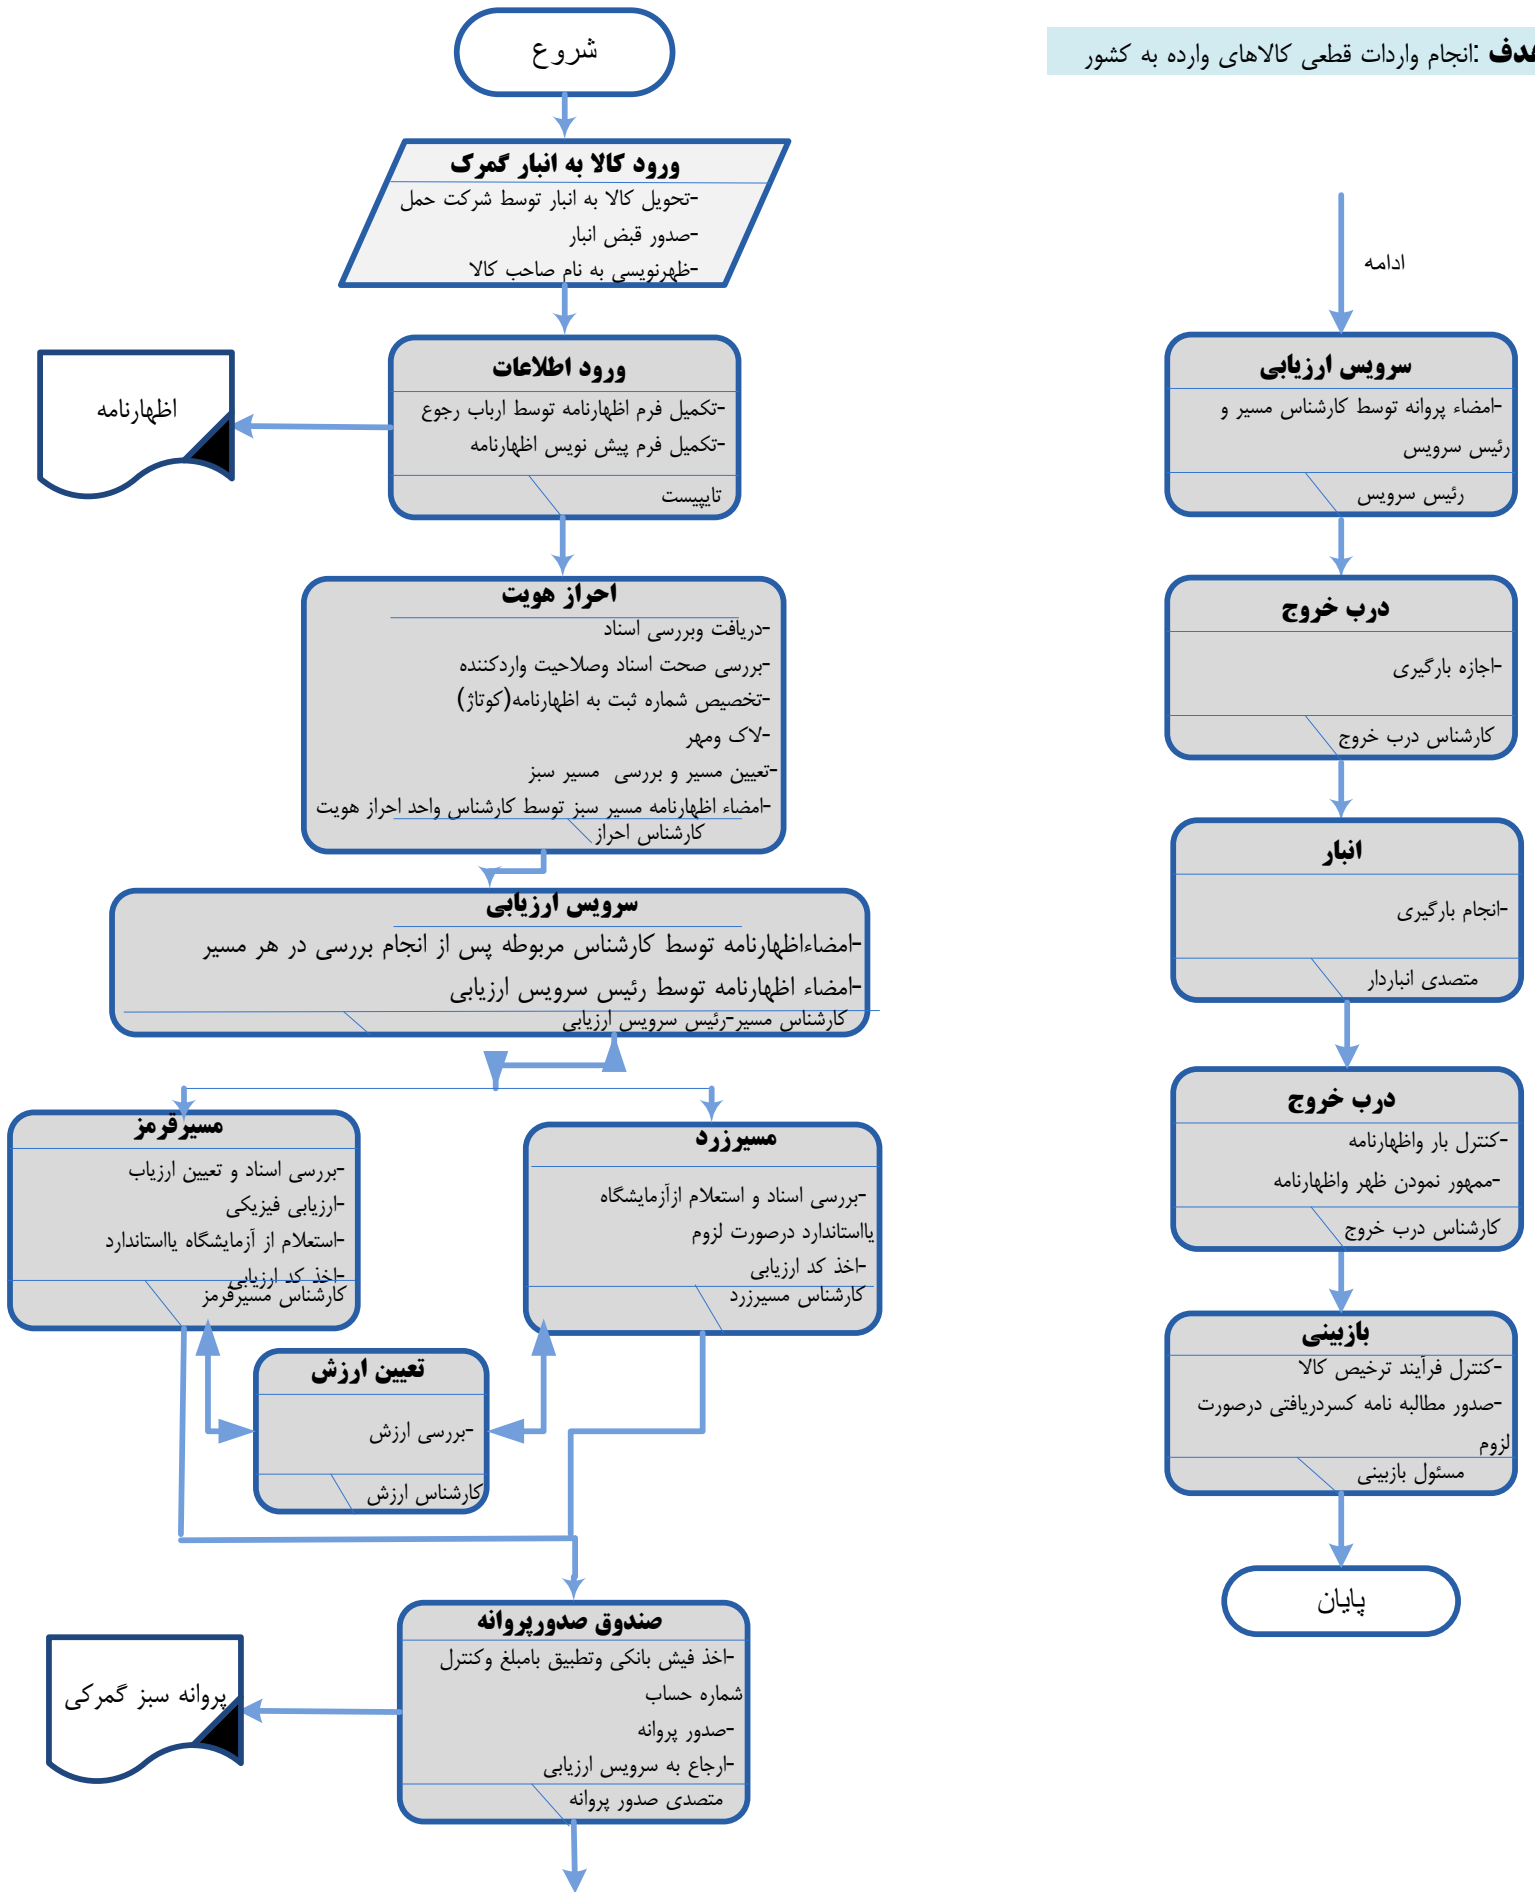 هدف :انجام واردات قطعی کالاهای وارده به کشور
شروع
ورود کالا به انبار گمرک
-تحویل کالا به انبار توسط شرکت حمل
-صدور قبض انبار
-ظهرنویسی به نام صاحب کالا
ورود اطلاعات
-تکمیل فرم اظهارنامه توسط ارباب رجوع
-تکمیل فرم پیش نویس اظهارنامه
تایپیست
اظهارنامه
احراز هویت
-دریافت وبررسی اسناد
-بررسی صحت اسناد وصلاحیت واردکننده
-تخصیص شماره ثبت به اظهارنامه(کوتاژ)
-لاک ومهر
-تعیین مسیر و بررسی مسیر سبز
-امضاء اظهارنامه مسیر سبز توسط کارشناس واحد احراز هویت
کارشناس احراز
سرویس ارزیابی
-امضاءاظهارنامه توسط کارشناس مربوطه پس از انجام بررسی در هر مسیر
-امضاء اظهارنامه توسط رئیس سرویس ارزیابی
کارشناس مسیر-رئیس سرویس ارزیابی
مسیرزرد
-بررسی اسناد و استعلام ازآزمایشگاه
یااستاندارد درصورت لزوم
-اخذ کد ارزیابی
کارشناس مسیرزرد
مسیرقرمز
-بررسی اسناد و تعیین ارزیاب
-ارزیابی فیزیکی
-استعلام از آزمایشگاه یااستاندارد
-اخذ کد ارزیابی
کارشناس مسیرقرمز
تعیین ارزش
-بررسی ارزش
کارشناس ارزش
صندوق صدورپروانه
-اخذ فیش بانکی وتطبیق بامبلغ وکنترل
شماره حساب
-صدور پروانه
-ارجاع به سرویس ارزیابی
متصدی صدور پروانه
پروانه سبز گمرکی
ادامه
سرویس ارزیابی
-امضاء پروانه توسط کارشناس مسیر و
رئیس سرویس
رئیس سرویس
درب خروج
-اجازه بارگیری
کارشناس درب خروج
انبار
-انجام بارگیری
متصدی انباردار
درب خروج
-کنترل بار واظهارنامه
-ممهور نمودن ظهر واظهارنامه
کارشناس درب خروج
بازبینی
-کنترل فرآیند ترخیص کالا
-صدور مطالبه نامه کسردریافتی درصورت
لزوم
مسئول بازبینی
پایان